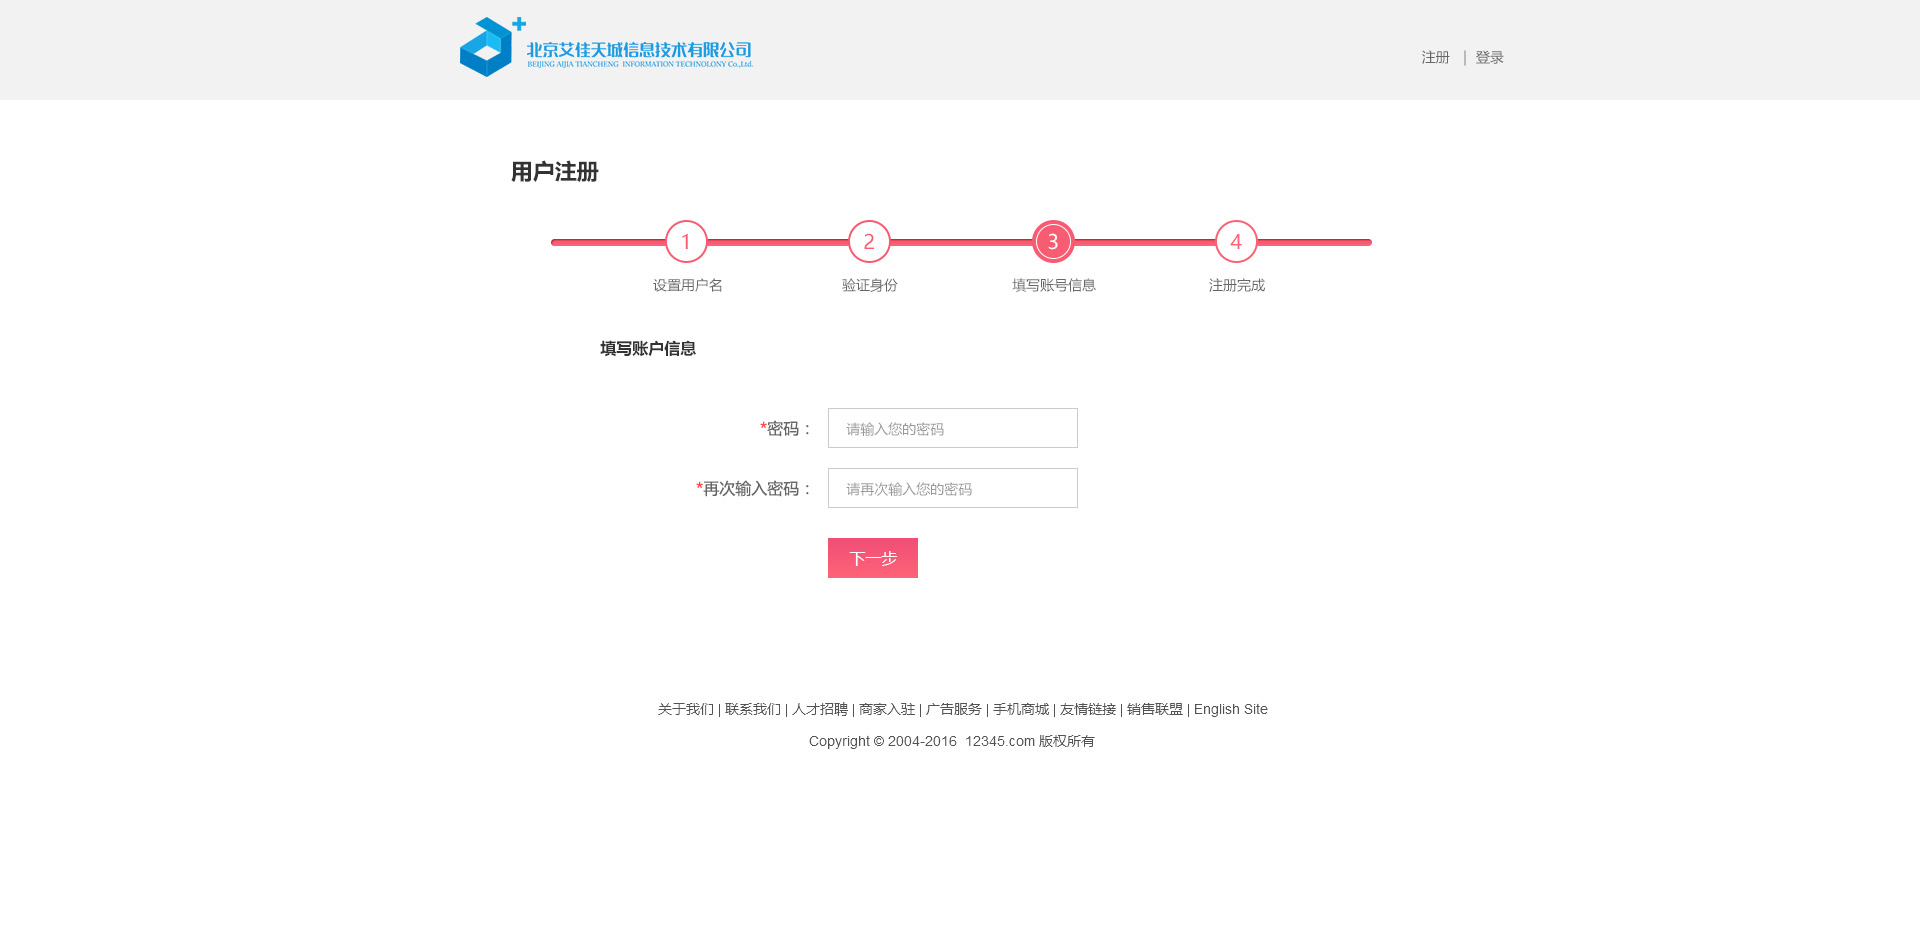 北京艾佳天城信息技术有限公司
BEIJING AIJIA TIANCHENG INFORMATION TECHNOLONY Co.,Ltd.
注册 | 登录
用户注册
1 2 3 4
设置用户名 验证身份 填写账号信息 注册完成
填写账户信息
*密码： 请输入您的密码
*再次输入密码： 请再次输入您的密码
下一步
关于我们 | 联系我们 | 人才招聘 | 商家入驻 | 广告服务 | 手机商城 | 友情链接 | 销售联盟 | English Site
Copyright © 2004-2016 12345.com 版权所有